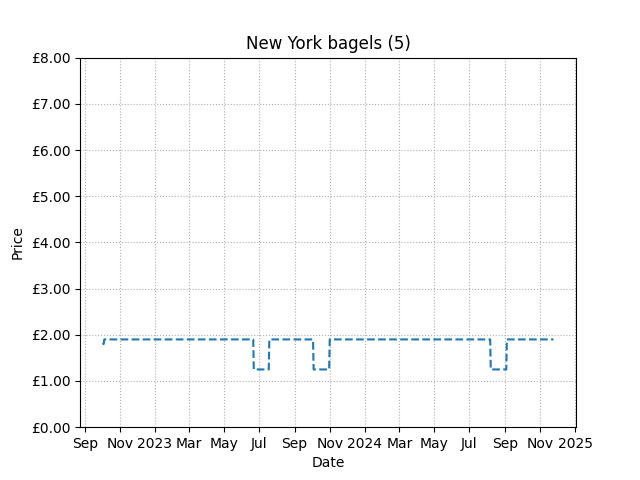 New York bagels (5)
£8.00
£7.00
£6.00
£5.00
£4.00
£3.00
£2.00
£1.00
£0.00
Price
Sep Nov 2023 Mar May Jul Sep Nov 2024 Mar May Jul Sep Nov 2025
Date